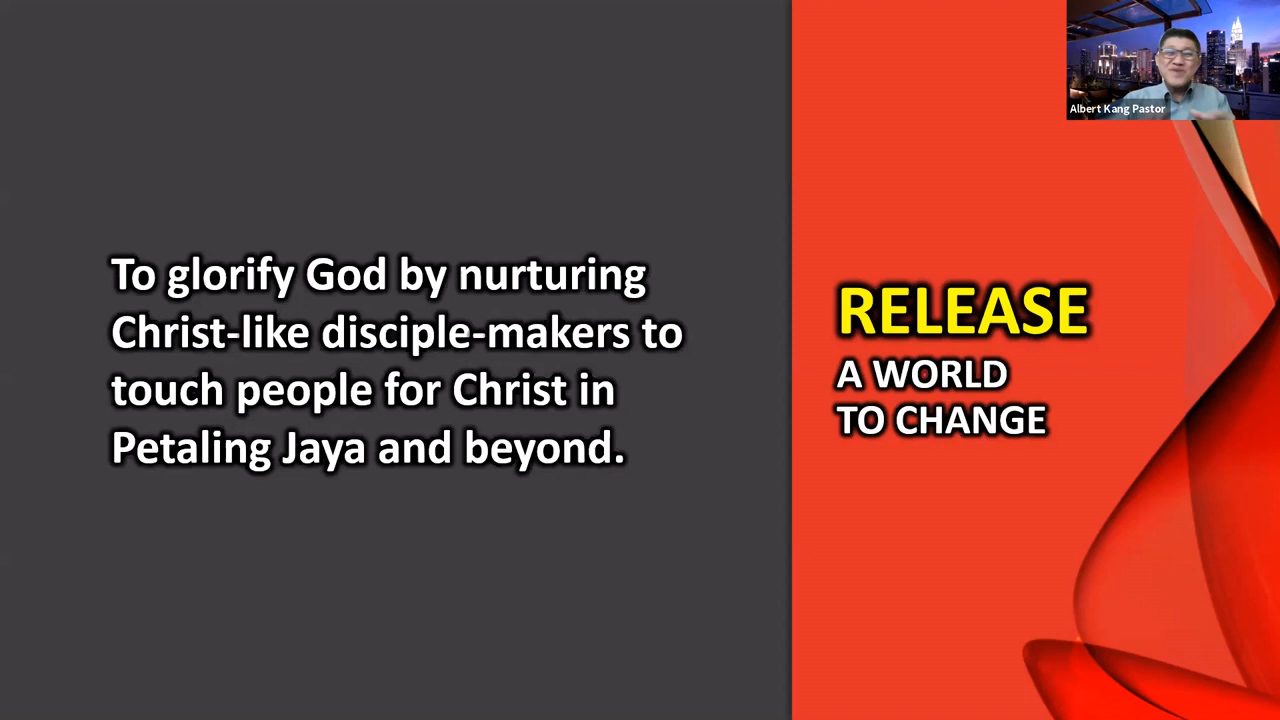 To glorify God by nurturing
Christ-like disciple-makers to
touch people for Christ in
Petaling Jaya and beyond.
RELEASE
A WORLD
TO CHANGE
Albert Kang Pastor